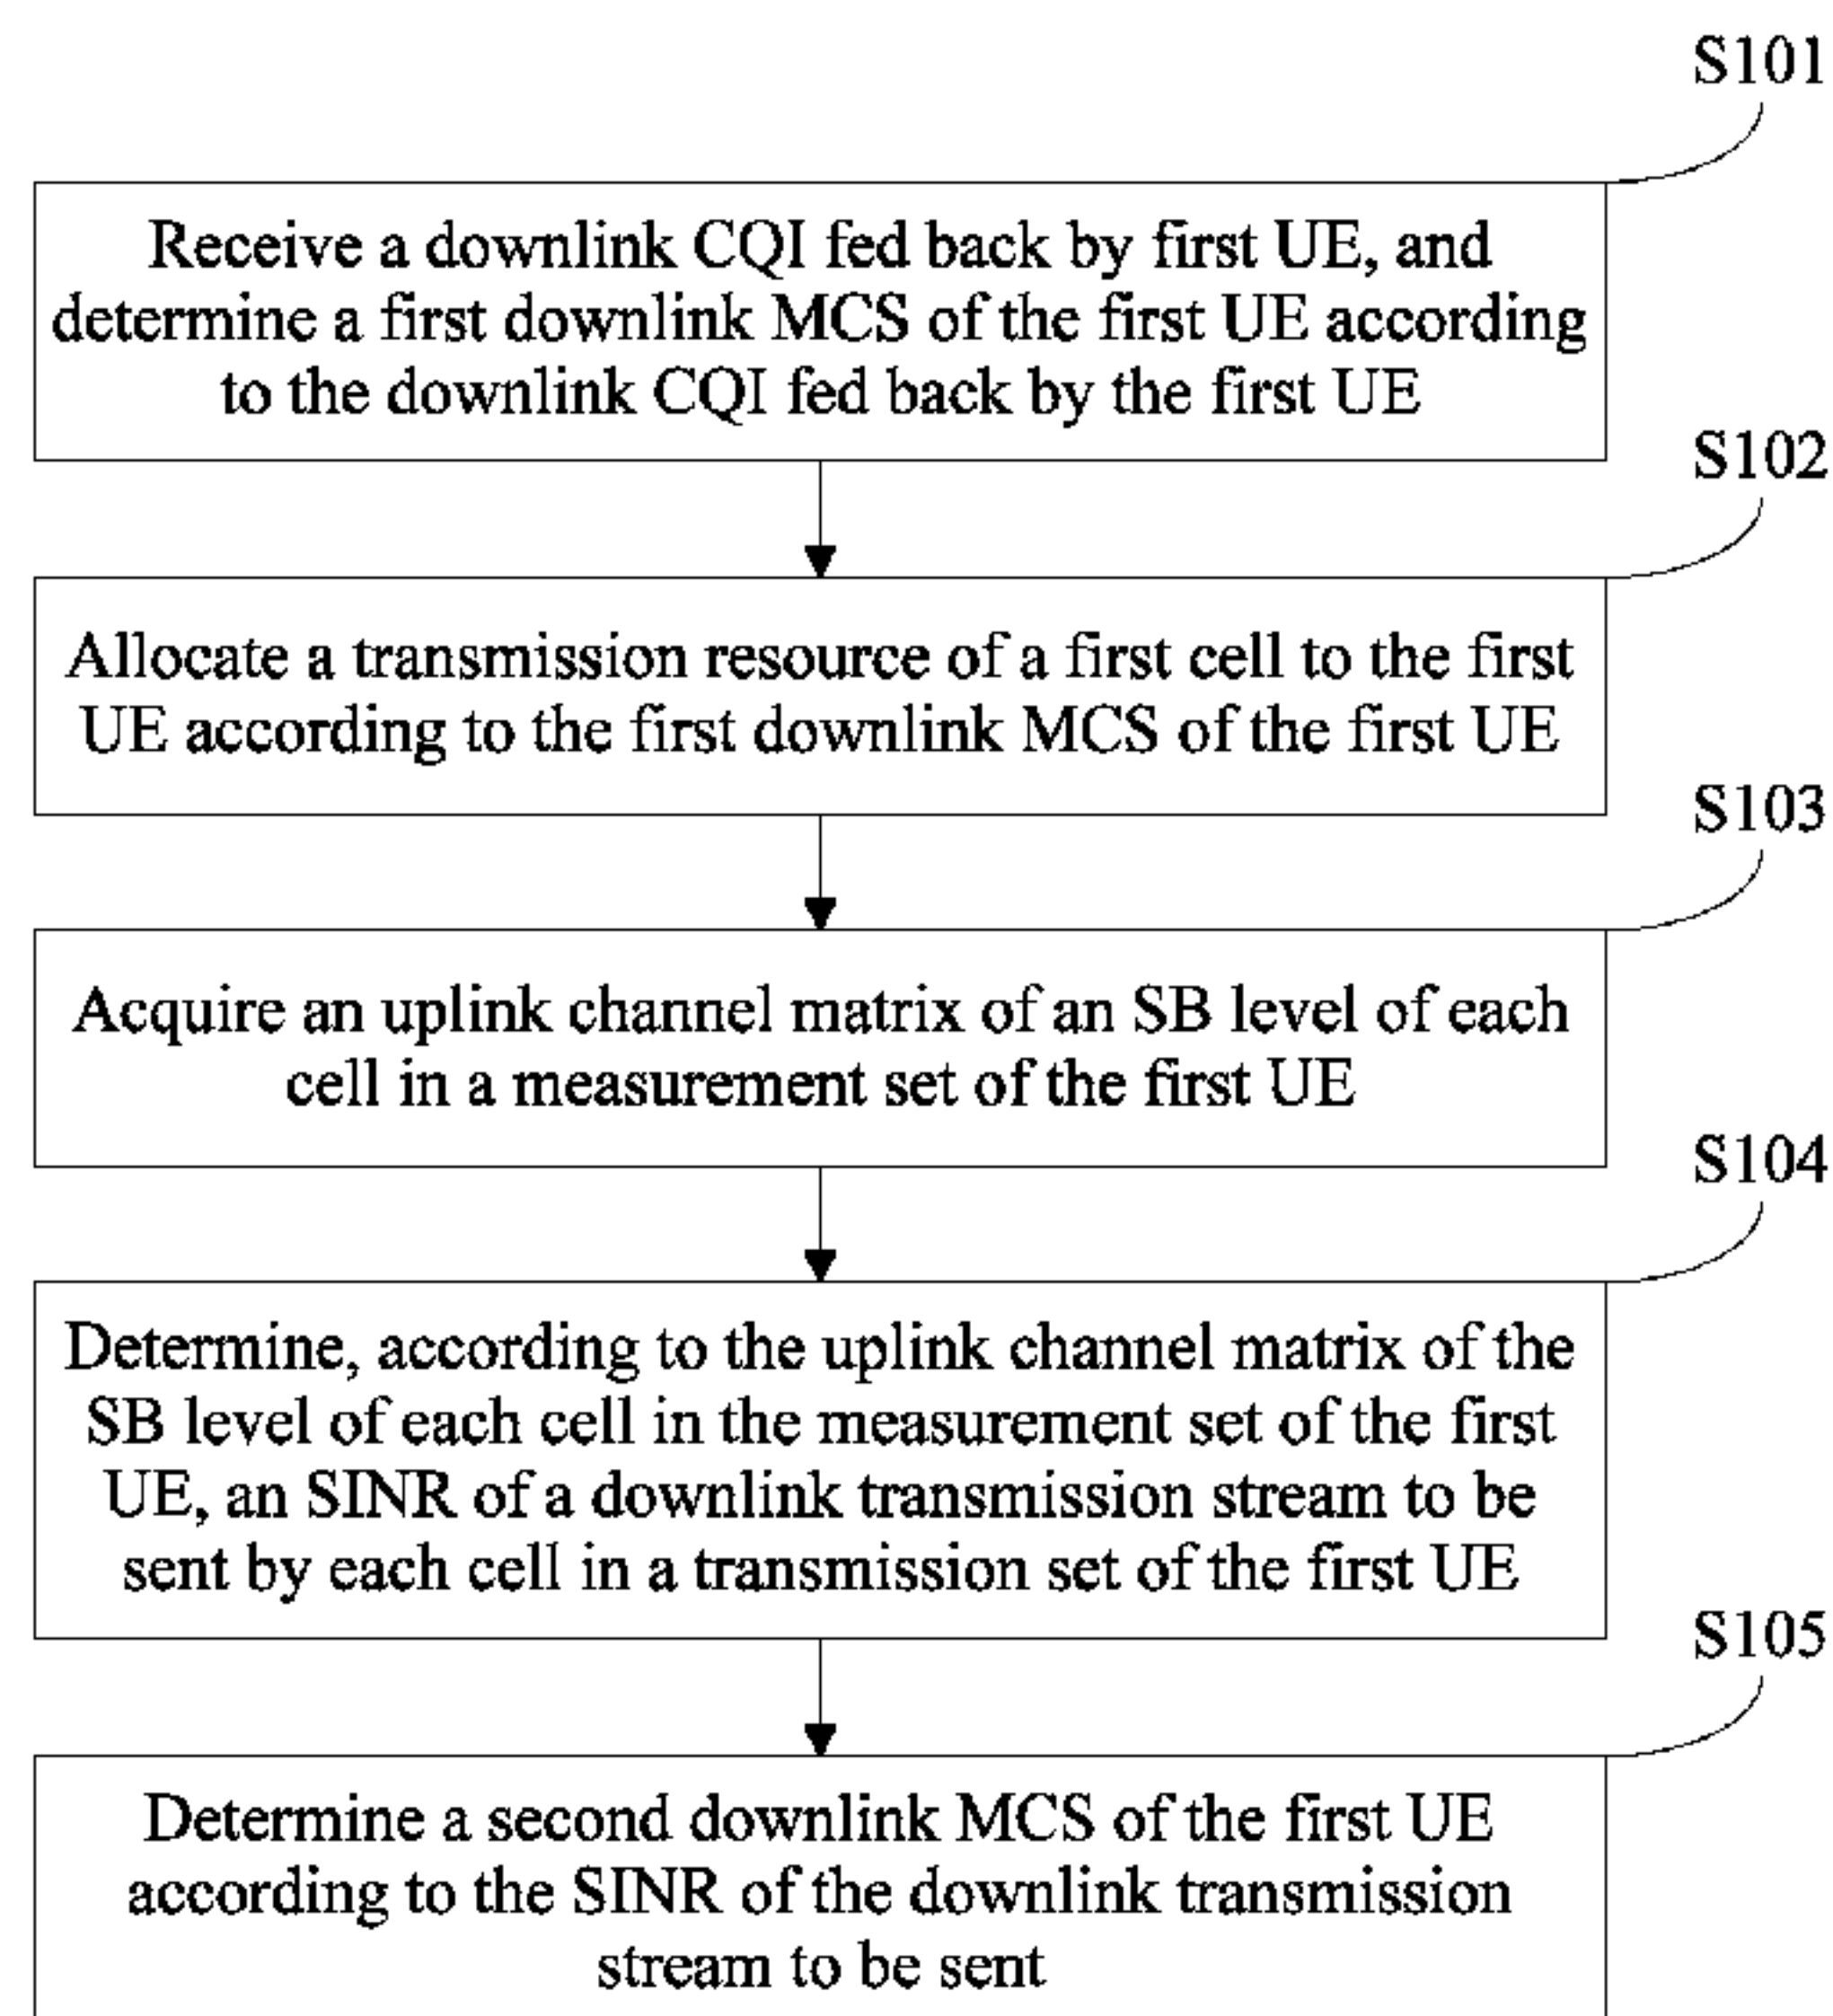 S101
Receive a downlink CQI fed back by first UE, and
determine a first downlink MCS of the first UE according
to the downlink CQI fed back by the first UE
S102
Allocate a transmission resource of a first cell to the first
UE according to the first downlink MCS of the first UE
S103
Acquire an uplink channel matrix of an SB level of each
cell in a measurement set of the first UE
S104
Determine, according to the uplink channel matrix of the
SB level of each cell in the measurement set of the first
UE, an SINR of a downlink transmission stream to be
sent by each cell in a transmission set of the first UE
S105
Determine a second downlink MCS of the first UE
according to the SINR of the downlink transmission
stream to be sent